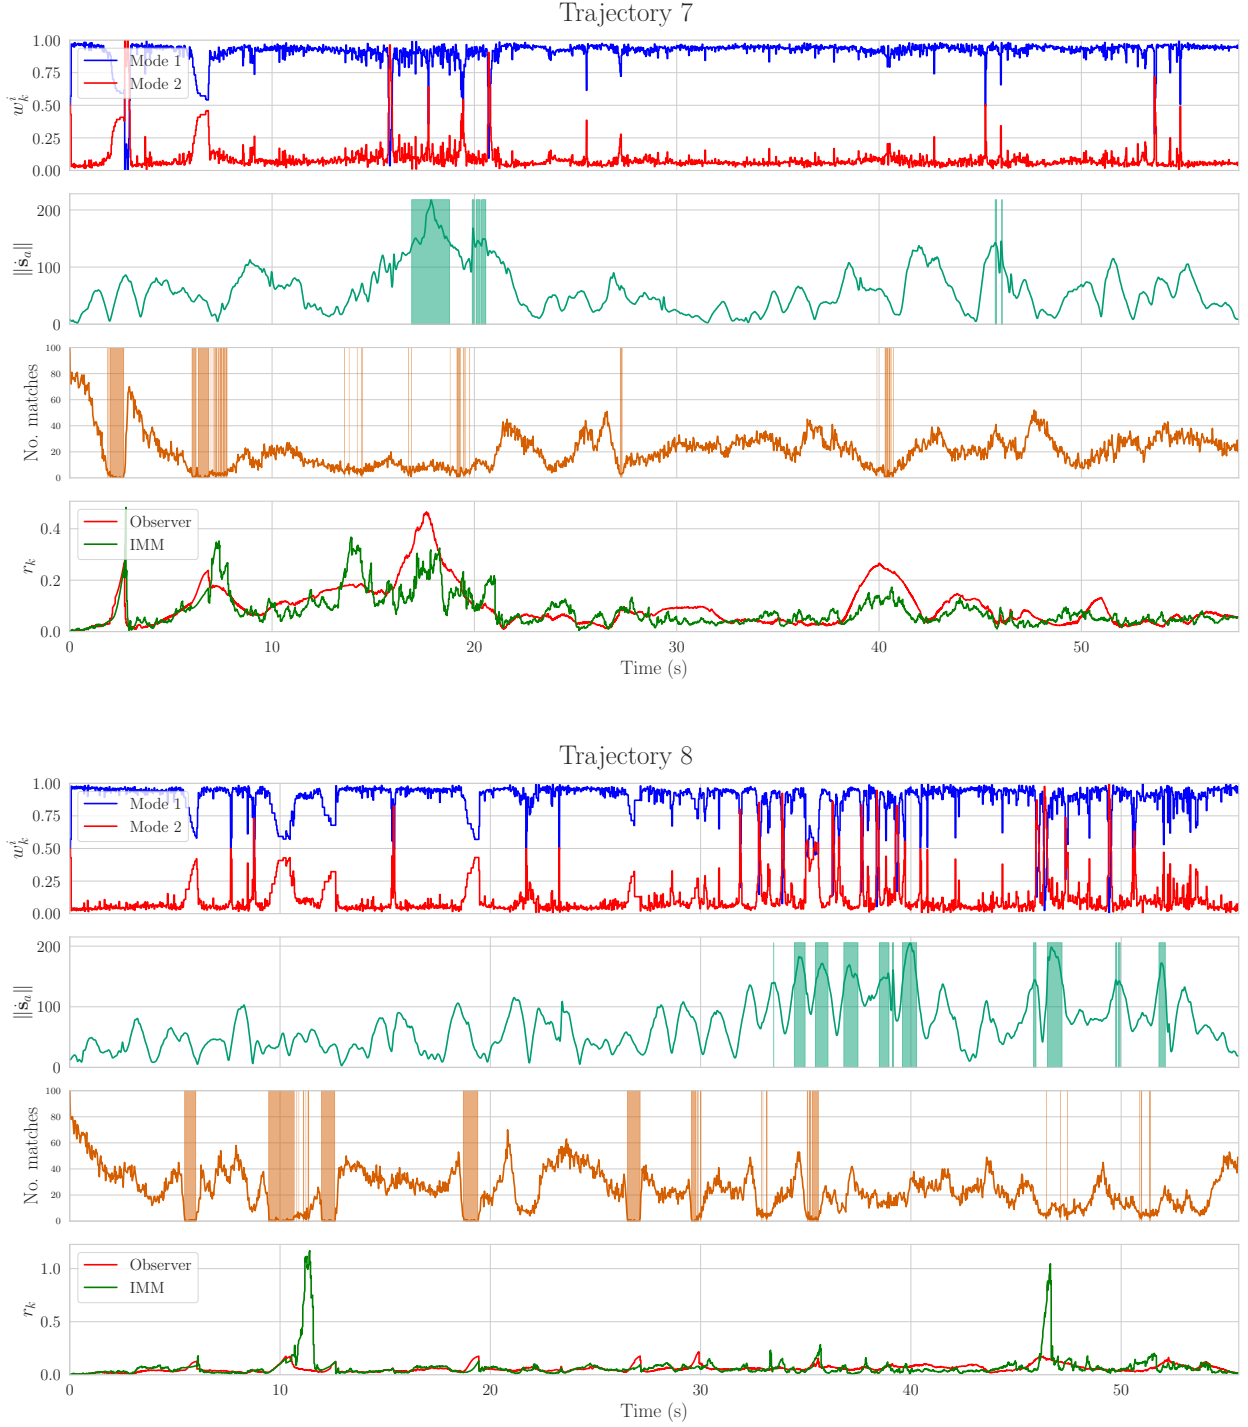 Trajectory 7
1.00
0.75
0.50
0.25
0.00
w_k^i
Mode 1
Mode 2
200
100
0
||ṡ_a||
100
80
60
40
20
0
No. matches
0.4
0.2
0.0
r_k
Observer
IMM
0 10 20 30 40 50
Time (s)
Trajectory 8
1.00
0.75
0.50
0.25
0.00
w_k^i
Mode 1
Mode 2
200
100
0
||ṡ_a||
100
80
60
40
20
0
No. matches
1.0
0.5
0.0
r_k
Observer
IMM
0 10 20 30 40 50
Time (s)